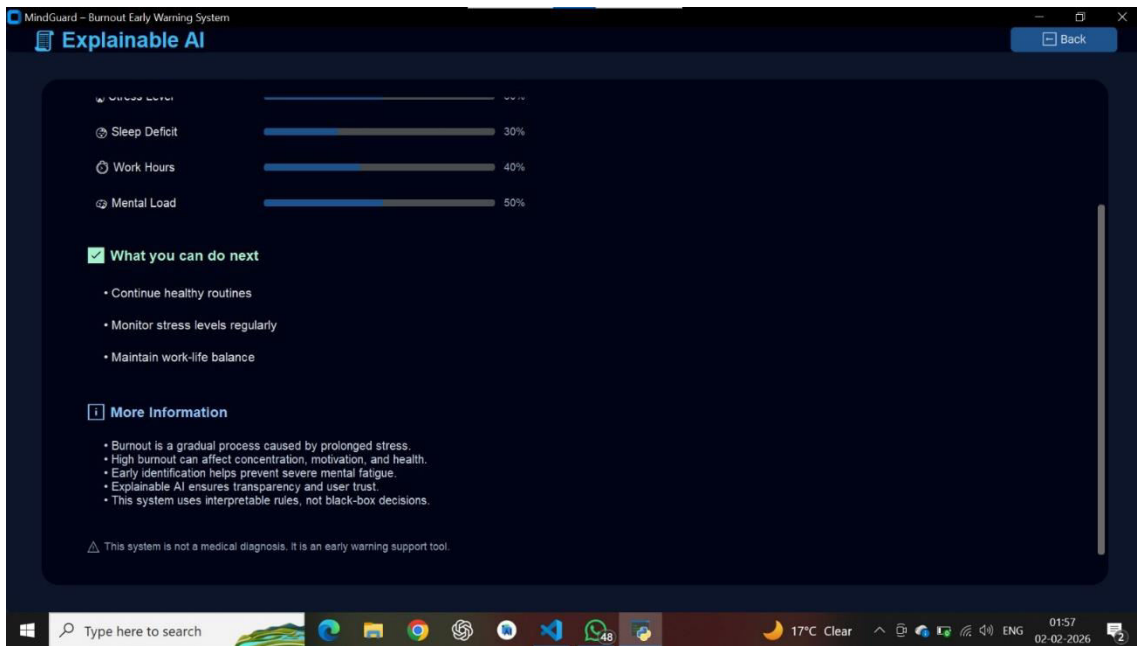 MindGuard – Burnout Early Warning System
Explainable AI
Back
Stress Level
Sleep Deficit 30%
Work Hours 40%
Mental Load 50%
What you can do next
• Continue healthy routines
• Monitor stress levels regularly
• Maintain work-life balance
More Information
• Burnout is a gradual process caused by prolonged stress.
• High burnout can affect concentration, motivation, and health.
• Early identification helps prevent severe mental fatigue.
• Explainable AI ensures transparency and user trust.
• This system uses interpretable rules, not black-box decisions.
This system is not a medical diagnosis. It is an early warning support tool.
Type here to search
48
17°C Clear
ENG
01:57
02-02-2026
2